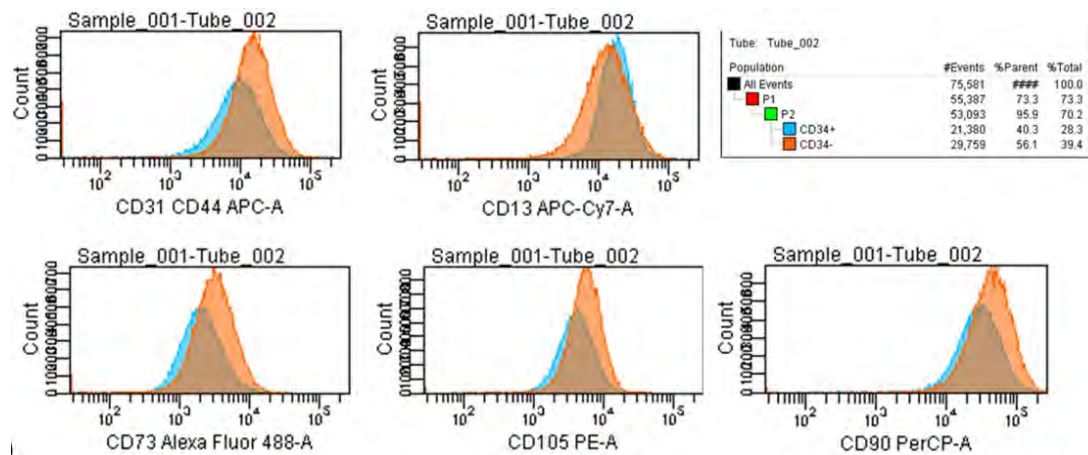 Sample_001-Tube_002
Count
10^2 10^3 10^4 10^5
CD31 CD44 APC-A
Sample_001-Tube_002
Count
10^2 10^3 10^4 10^5
CD13 APC-Cy7-A
Tube: Tube_002
Population #Events %Parent %Total
All Events 75,581 #### 100.0
P1 55,387 73.3 73.3
P2 53,093 95.9 70.2
CD34+ 21,380 40.3 28.3
CD34- 29,759 56.1 39.4
Sample_001-Tube_002
Count
10^2 10^3 10^4 10^5
CD73 Alexa Fluor 488-A
Sample_001-Tube_002
Count
10^2 10^3 10^4 10^5
CD105 PE-A
Sample_001-Tube_002
Count
10^2 10^3 10^4 10^5
CD90 PerCP-A